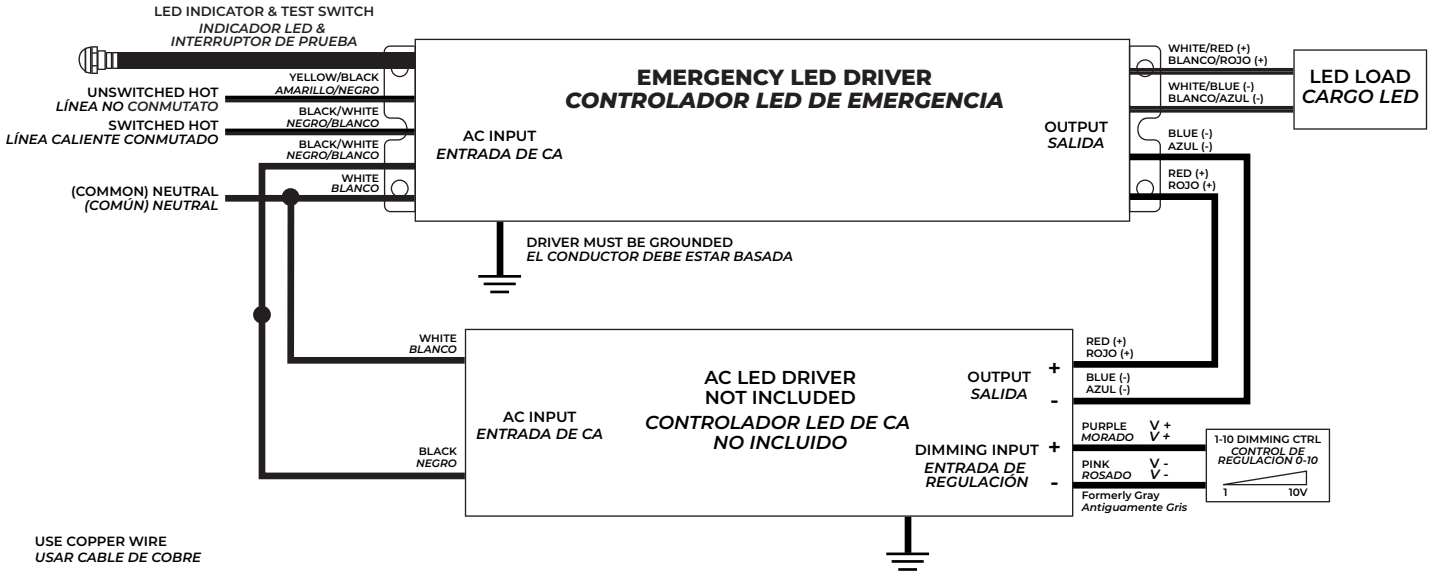 LED INDICATOR & TEST SWITCH
INDICADOR LED &
INTERRUPTOR DE PRUEBA
YELLOW/BLACK
AMARILLO/NEGRO
UNSWITCHED HOT
LÍNEA NO CONMUTATO
BLACK/WHITE
NEGRO/BLANCO
SWITCHED HOT
LÍNEA CALIENTE CONMUTADO
BLACK/WHITE
NEGRO/BLANCO
WHITE
BLANCO
(COMMON) NEUTRAL
(COMÚN) NEUTRAL
EMERGENCY LED DRIVER
CONTROLADOR LED DE EMERGENCIA
AC INPUT
ENTRADA DE CA
OUTPUT
SALIDA
WHITE/RED (+)
BLANCO/ROJO (+)
WHITE/BLUE (-)
BLANCO/AZUL (-)
BLUE (-)
AZUL (-)
RED (+)
ROJO (+)
LED LOAD
CARGO LED
DRIVER MUST BE GROUNDED
EL CONDUCTOR DEBE ESTAR BASADA
WHITE
BLANCO
BLACK
NEGRO
AC INPUT
ENTRADA DE CA
AC LED DRIVER
NOT INCLUDED
CONTROLADOR LED DE CA
NO INCLUIDO
OUTPUT
SALIDA
+
-
RED (+)
ROJO (+)
BLUE (-)
AZUL (-)
DIMMING INPUT
ENTRADA DE
REGULACIÓN
+
-
PURPLE V +
MORADO V +
PINK V -
ROSADO V -
Formerly Gray
Antiguamente Gris
1-10 DIMMING CTRL
CONTROL DE
REGULACIÓN 0-10
1 10V
USE COPPER WIRE
USAR CABLE DE COBRE